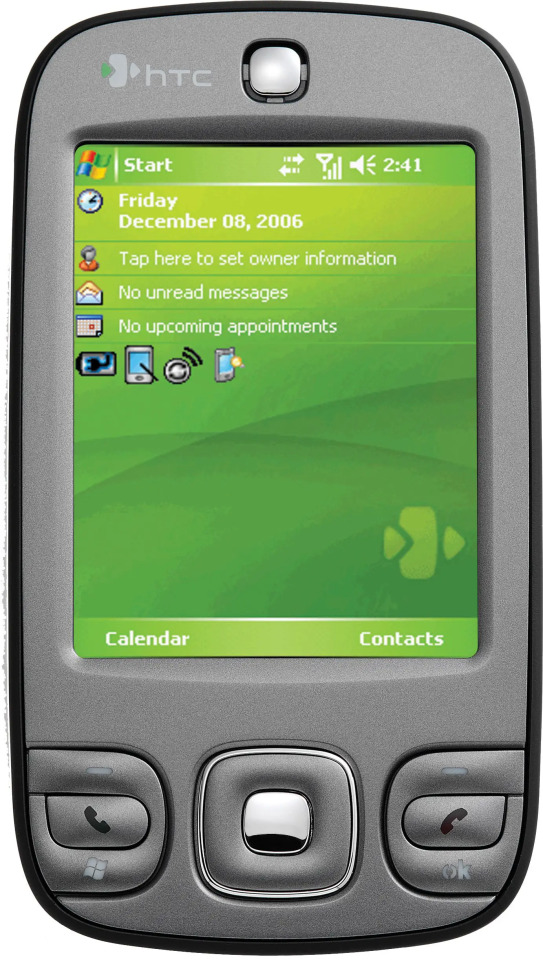 hTC
Start 2:41
Friday
December 08, 2006
Tap here to set owner information
No unread messages
No upcoming appointments
Calendar Contacts
ok